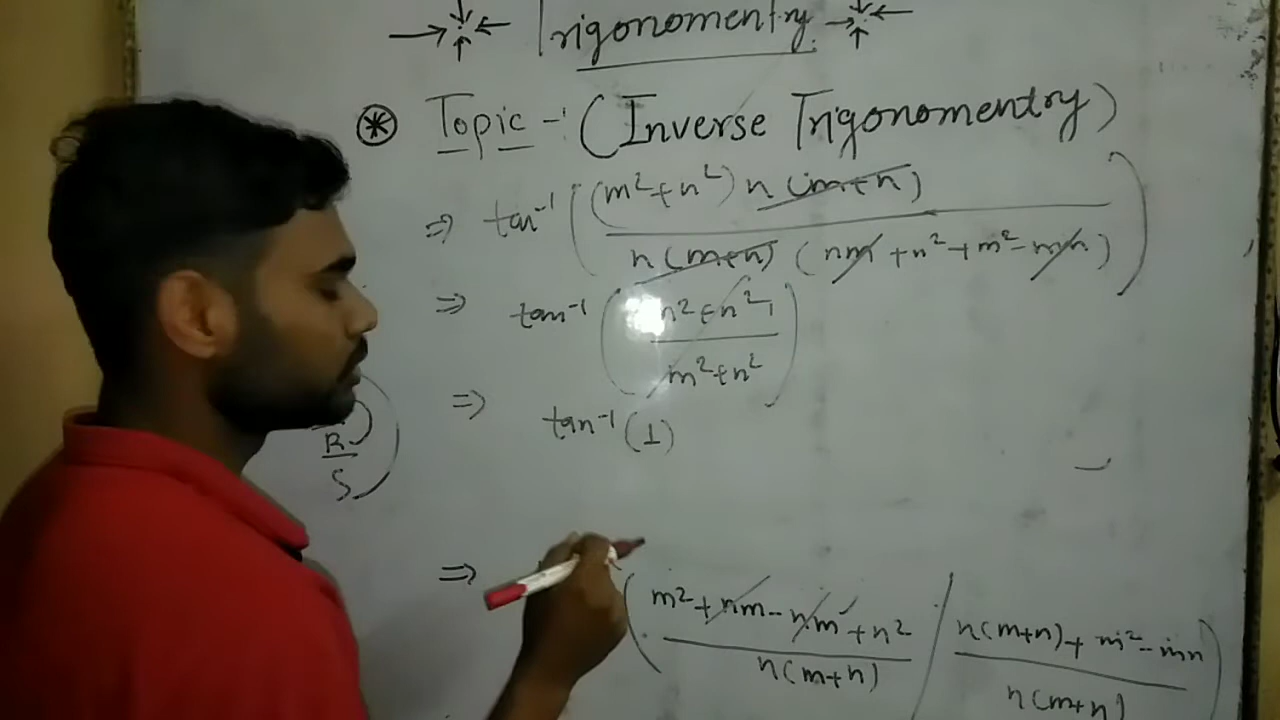 Trigonomentry
* Topic - (Inverse Trigonomentry)
⇒ tan⁻¹ ( (m²+n²) n(m+n) / n(m+n) (nm+n²+m²-mn) )
⇒ tan⁻¹ ( n²+n² / m²+n² )
⇒ tan⁻¹ (1)
R/S
⇒ ( m²+nm-nm+n² / n(m+n) / n(m+n)+m²-mn / n(m+n) )